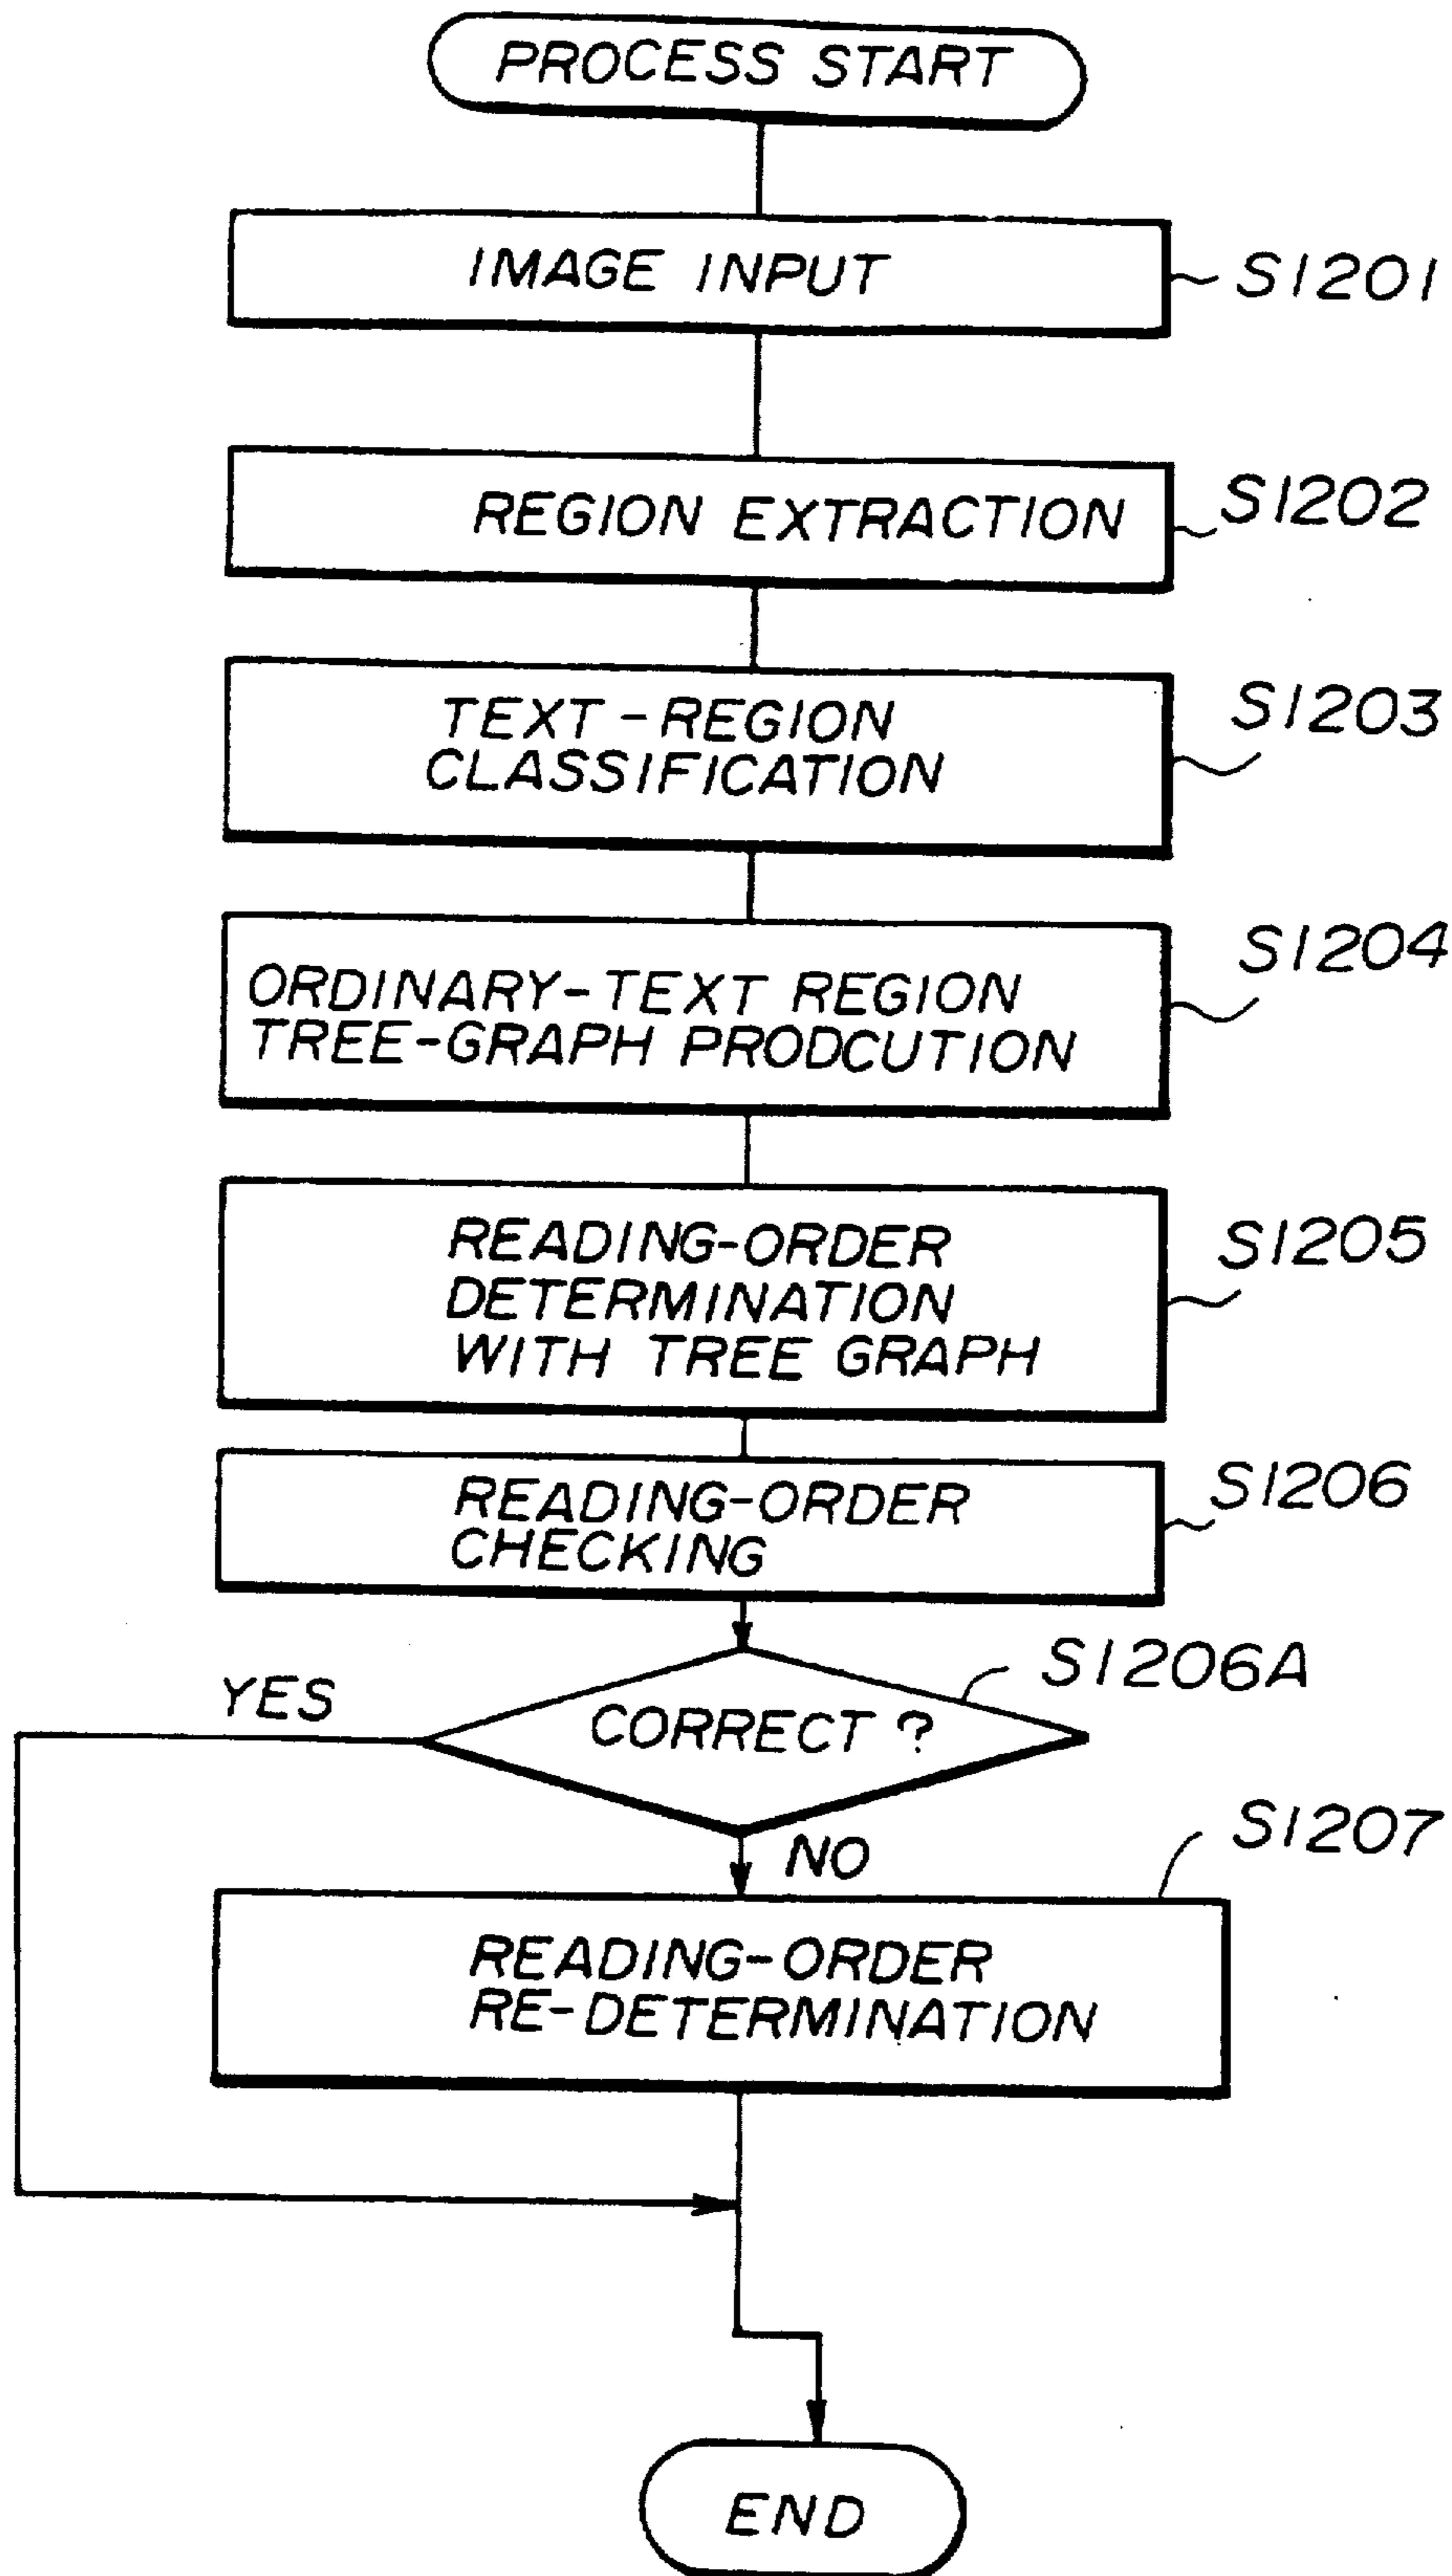 PROCESS START
IMAGE INPUT
S1201
REGION EXTRACTION
S1202
TEXT-REGION
CLASSIFICATION
S1203
ORDINARY-TEXT REGION
TREE-GRAPH PRODCUTION
S1204
READING-ORDER
DETERMINATION
WITH TREE GRAPH
S1205
READING-ORDER
CHECKING
S1206
CORRECT ?
S1206A
YES
NO
READING-ORDER
RE-DETERMINATION
S1207
END